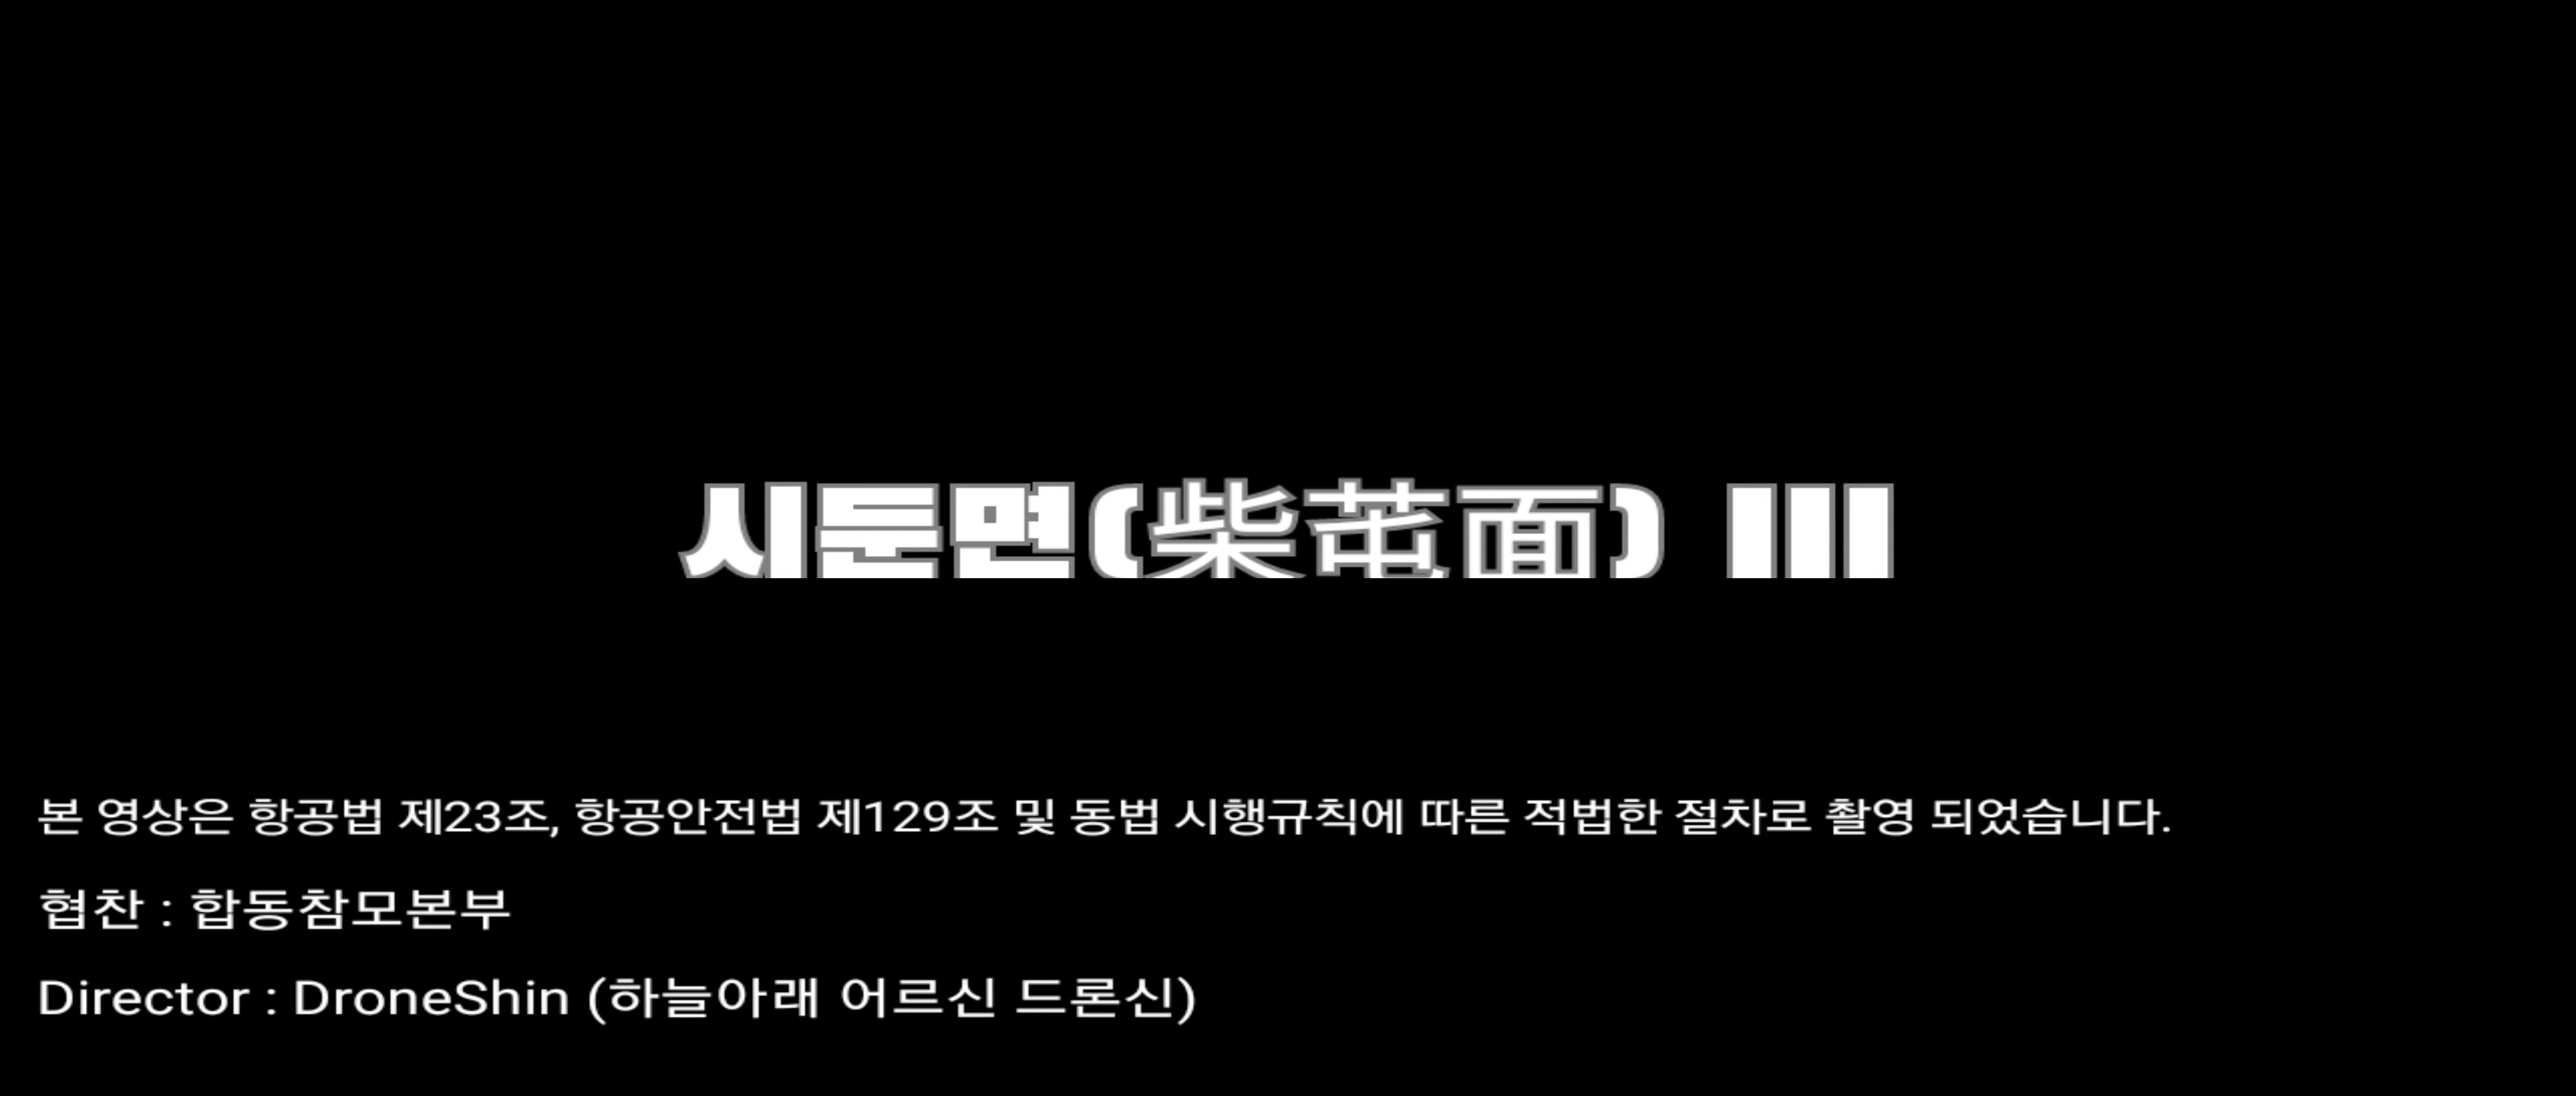 시둔면(柴芚面) III
본 영상은 항공법 제23조, 항공안전법 제129조 및 동법 시행규칙에 따른 적법한 절차로 촬영 되었습니다.
협찬 : 합동참모본부
Director : DroneShin (하늘아래 어르신 드론신)